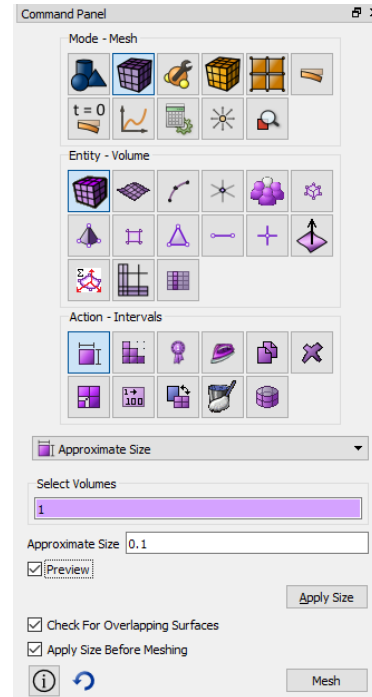 Command Panel
Mode - Mesh
t = 0
Entity - Volume
Action - Intervals
1→
100
Approximate Size
Select Volumes
1
Approximate Size 0.1
Preview
Apply Size
Check For Overlapping Surfaces
Apply Size Before Meshing
Mesh